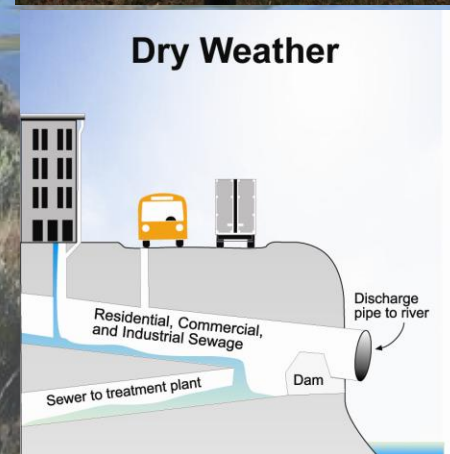 Dry Weather
Discharge
pipe to river
Residential, Commercial,
and Industrial Sewage
Dam
Sewer to treatment plant